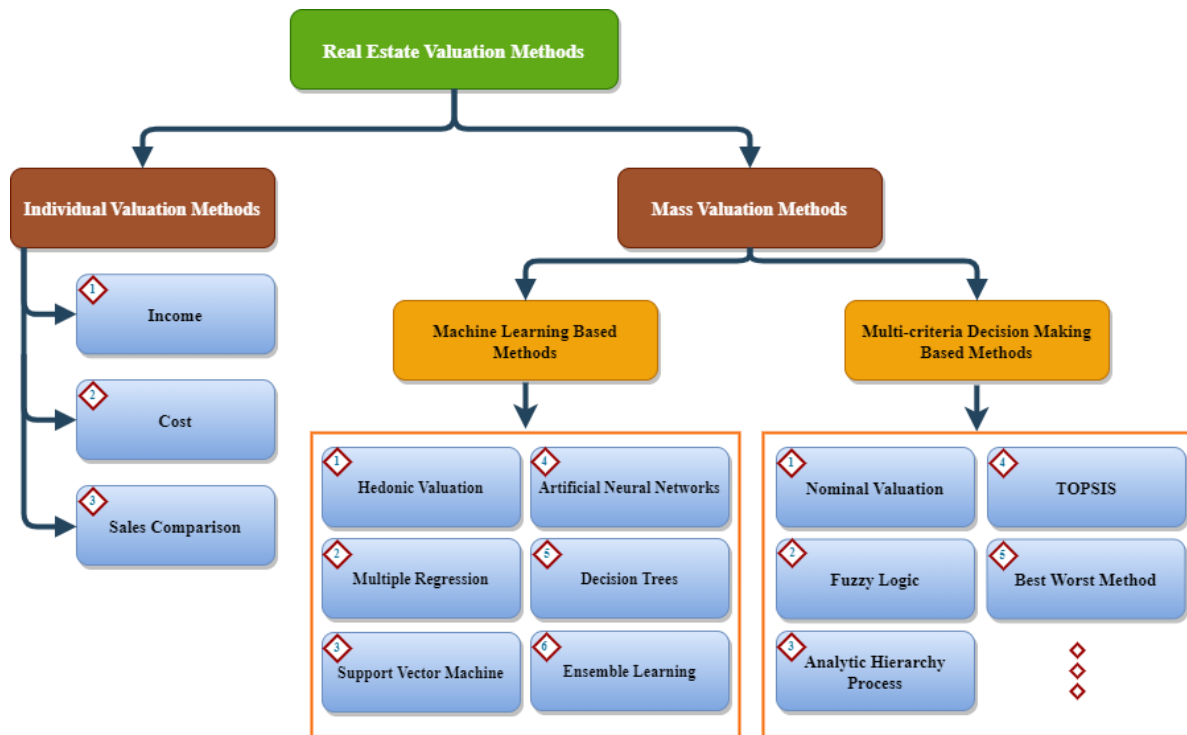 Real Estate Valuation Methods
Individual Valuation Methods
1
Income
2
Cost
3
Sales Comparison
Mass Valuation Methods
Machine Learning Based
Methods
1
Hedonic Valuation
2
Multiple Regression
3
Support Vector Machine
4
Artificial Neural Networks
5
Decision Trees
6
Ensemble Learning
Multi-criteria Decision Making
Based Methods
1
Nominal Valuation
2
Fuzzy Logic
3
Analytic Hierarchy
Process
4
TOPSIS
5
Best Worst Method